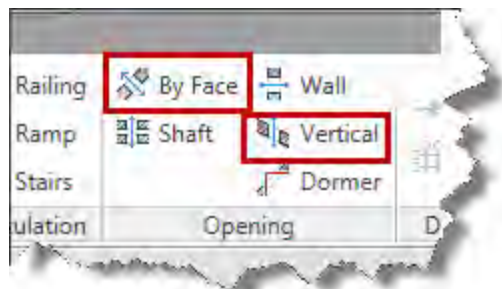 Railing By Face Wall
Ramp Shaft Vertical
Stairs Dormer
ulation Opening D